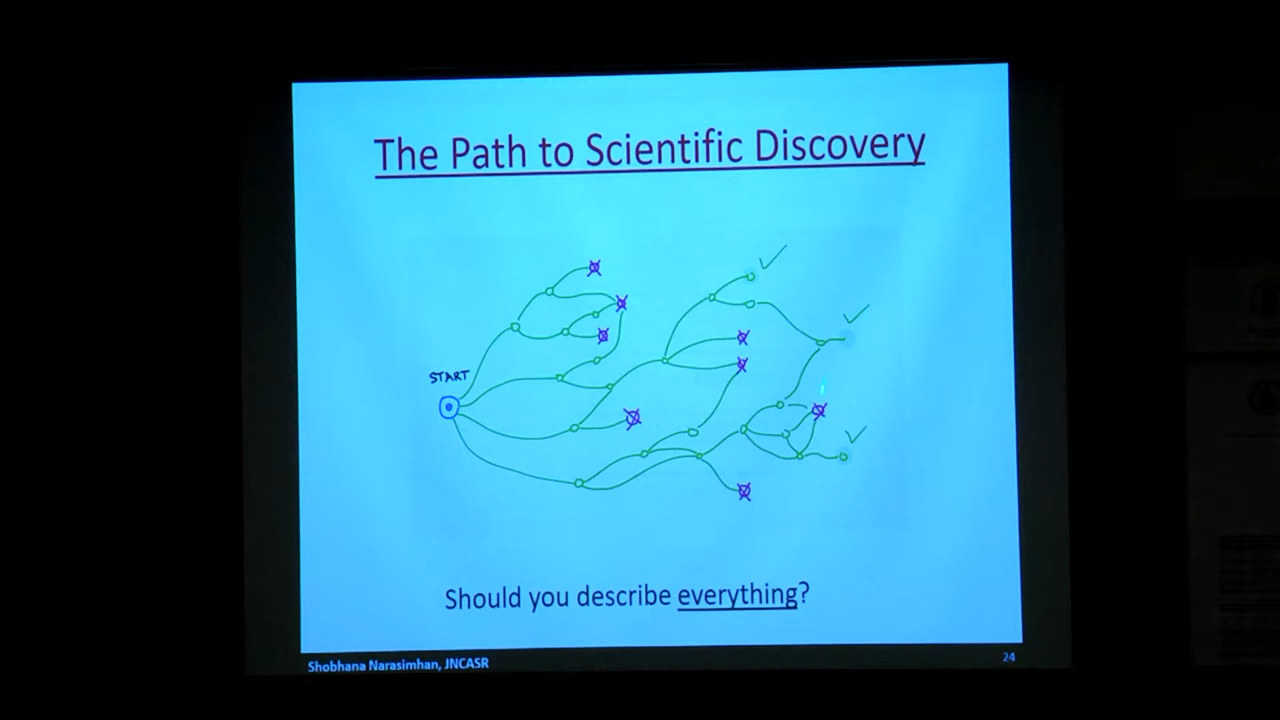 The Path to Scientific Discovery
START
Should you describe everything?
Shobhana Narasimhan, JNCASR
24